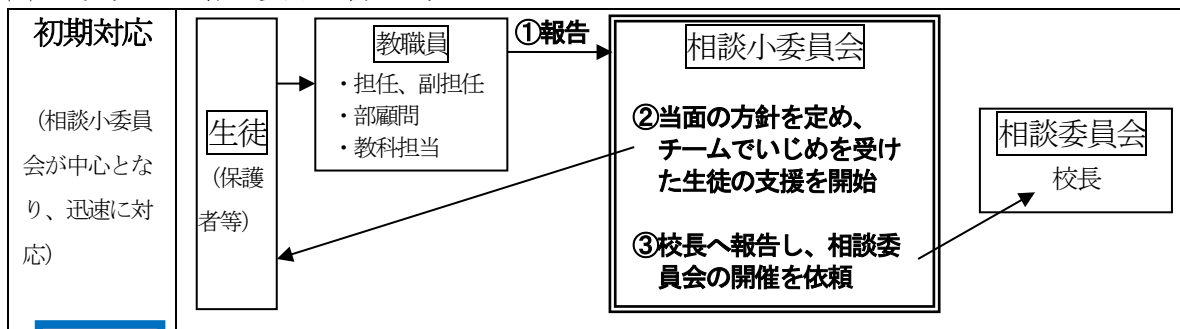 初期対応
（相談小委員
会が中心とな
り、迅速に対
応）
生徒
（保護
者等）
教職員
・担任、副担任
・部顧問
・教科担当
①報告
相談小委員会
②当面の方針を定め、
チームでいじめを受け
た生徒の支援を開始
③校長へ報告し、相談委
員会の開催を依頼
相談委員会
校長